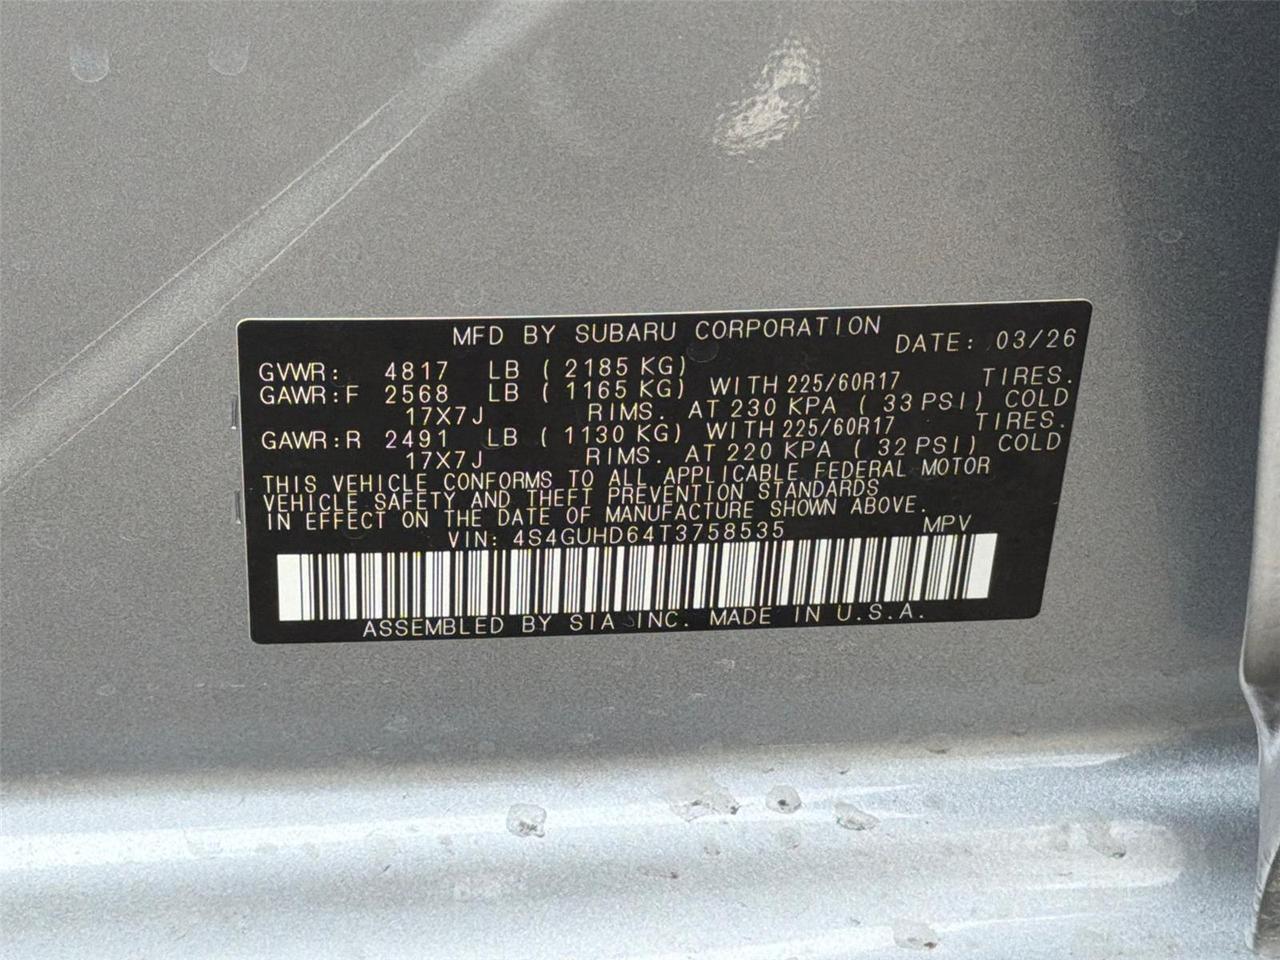 MFD BY SUBARU CORPORATION DATE: 03/26
GVWR: 4817 LB ( 2185 KG)
GAWR:F 2568 LB ( 1165 KG) WITH 225/60R17 TIRES.
17X7J RIMS. AT 230 KPA ( 33 PSI) COLD
GAWR:R 2491 LB ( 1130 KG) WITH 225/60R17 TIRES.
17X7J RIMS. AT 220 KPA ( 32 PSI) COLD
THIS VEHICLE CONFORMS TO ALL APPLICABLE FEDERAL MOTOR
VEHICLE SAFETY AND THEFT PREVENTION STANDARDS
IN EFFECT ON THE DATE OF MANUFACTURE SHOWN ABOVE.
VIN: 4S4GUHD64T3758535 MPV
ASSEMBLED BY SIA INC. MADE IN U.S.A.